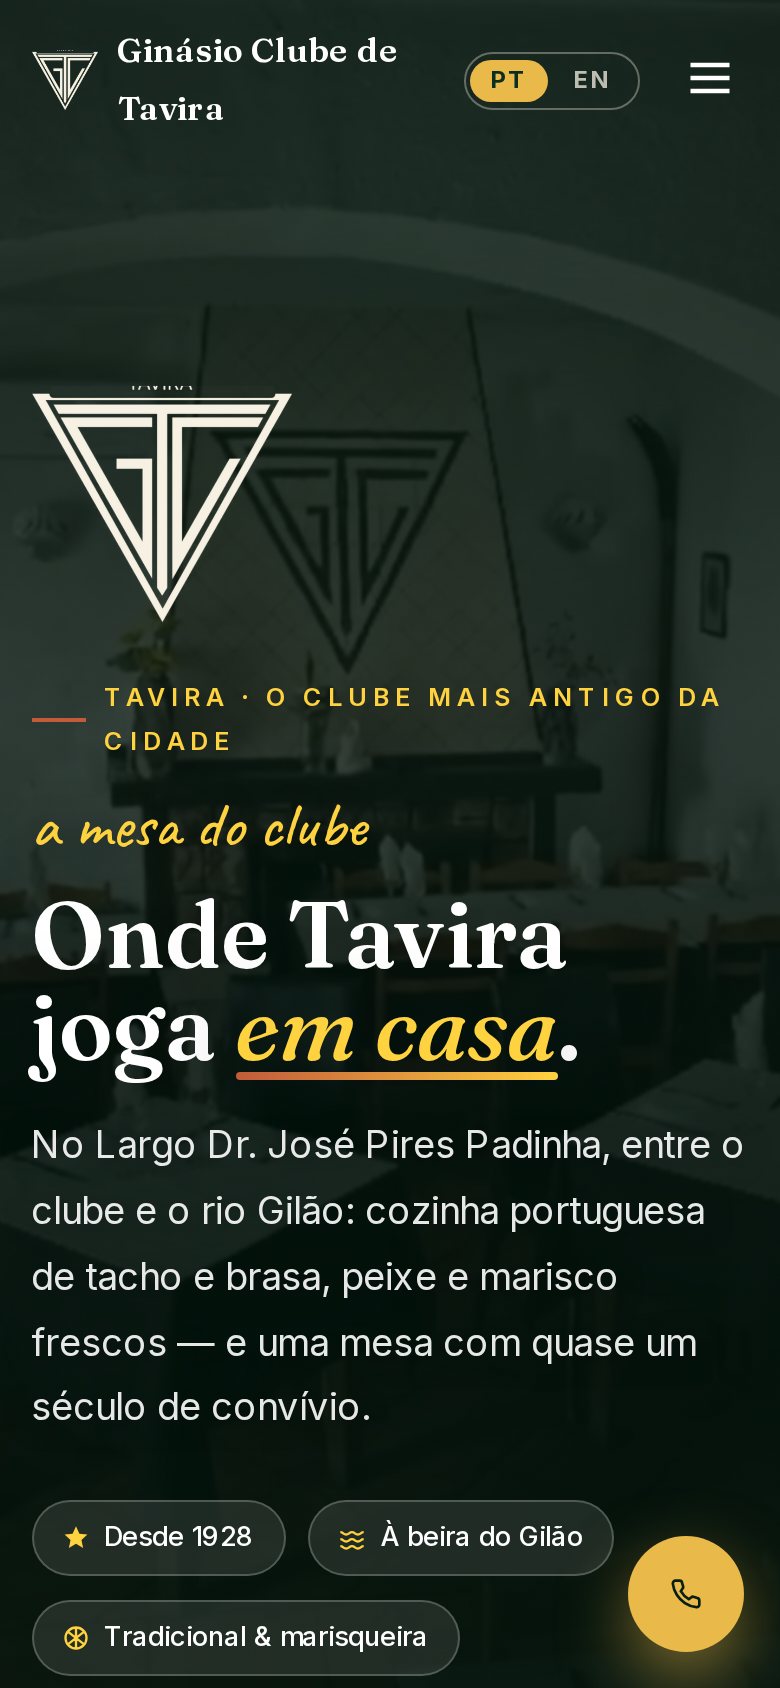 Ginásio Clube de
Tavira
PT EN
GTC
TAVIRA · O CLUBE MAIS ANTIGO DA
CIDADE
a mesa do clube
Onde Tavira
joga em casa.
No Largo Dr. José Pires Padinha, entre o
clube e o rio Gilão: cozinha portuguesa
de tacho e brasa, peixe e marisco
frescos — e uma mesa com quase um
século de convívio.
Desde 1928
À beira do Gilão
Tradicional & marisqueira